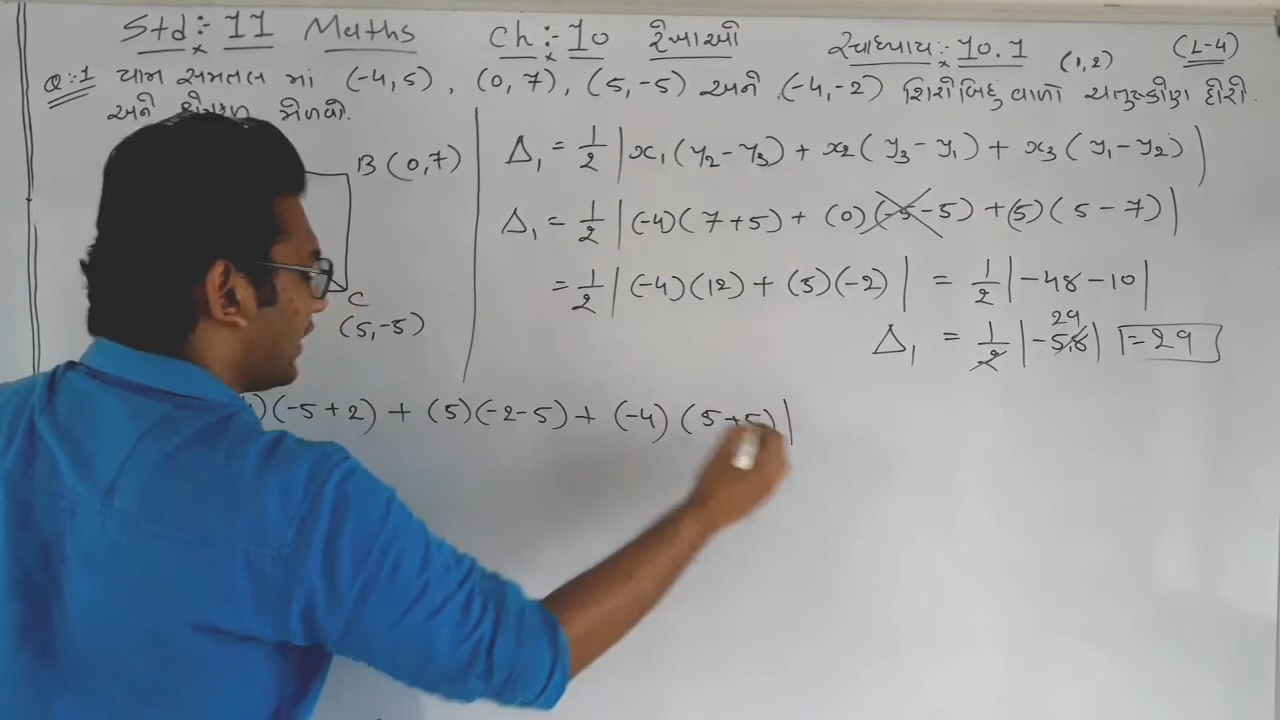 Std :- 11 Maths Ch :- 10 રેખાઓ સ્વાધ્યાય :- 10.1 (1,2) (L-4)
Q:-1 યામ સમતલ માં (-4,5), (0,7), (5,-5) અને (-4,-2) શિરોબિંદુ વાળો ચતુષ્કોણ દોરો.
અને મેળવો.
B (0,7)
C
(5,-5)
Δ₁ = 1/2 |x₁(y₂-y₃) + x₂(y₃-y₁) + x₃(y₁-y₂)|
Δ₁ = 1/2 |(-4)(7+5) + (0)(-5-5) + (5)(5-7)|
= 1/2 |(-4)(12) + (5)(-2)| = 1/2 |-48-10|
29
Δ₁ = 1/2 |-58| = 29
)(-5+2) + (5)(-2-5) + (-4)(5+5)|